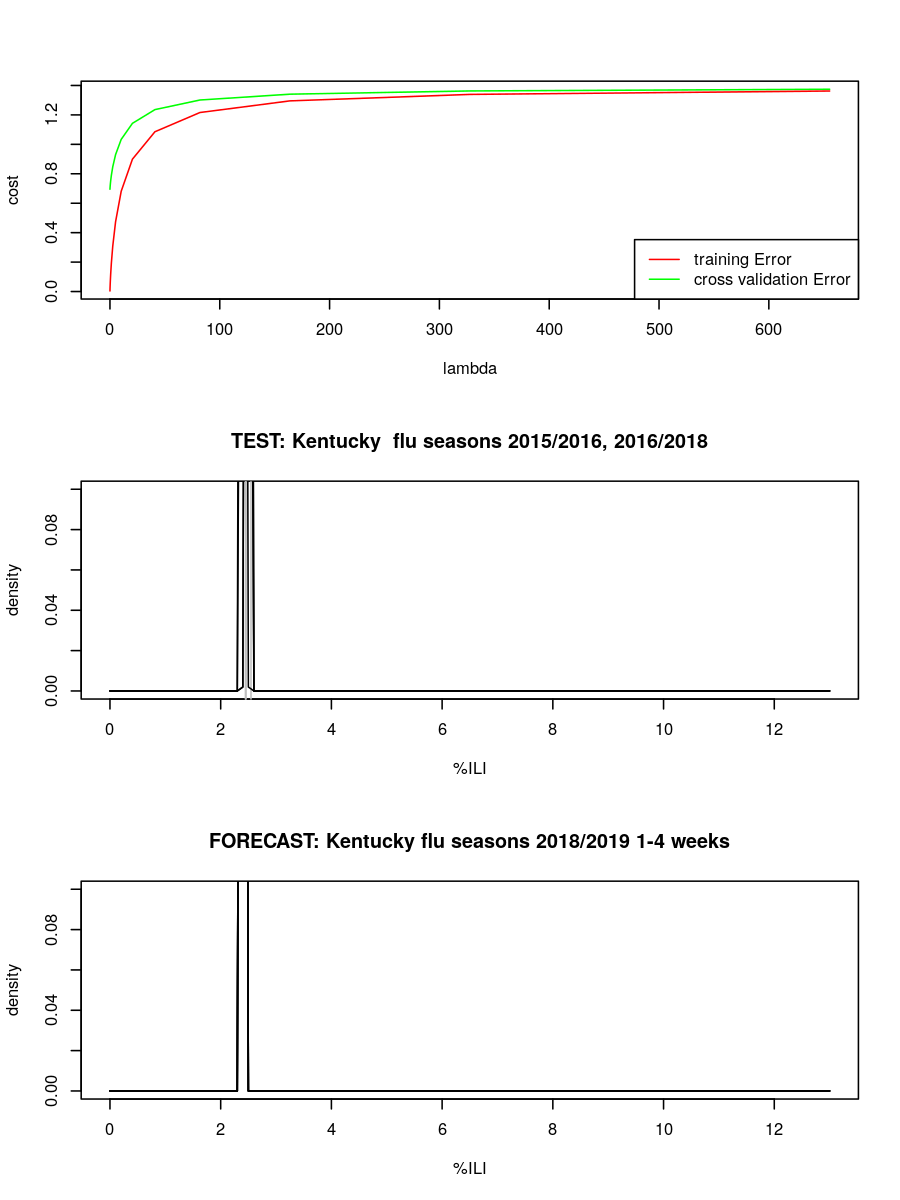 cost
0.0 0.4 0.8 1.2
training Error
cross validation Error
0 100 200 300 400 500 600
lambda
TEST: Kentucky  flu seasons 2015/2016, 2016/2018
density
0.00 0.04 0.08
0 2 4 6 8 10 12
%ILI
FORECAST: Kentucky flu seasons 2018/2019 1-4 weeks
density
0.00 0.04 0.08
0 2 4 6 8 10 12
%ILI